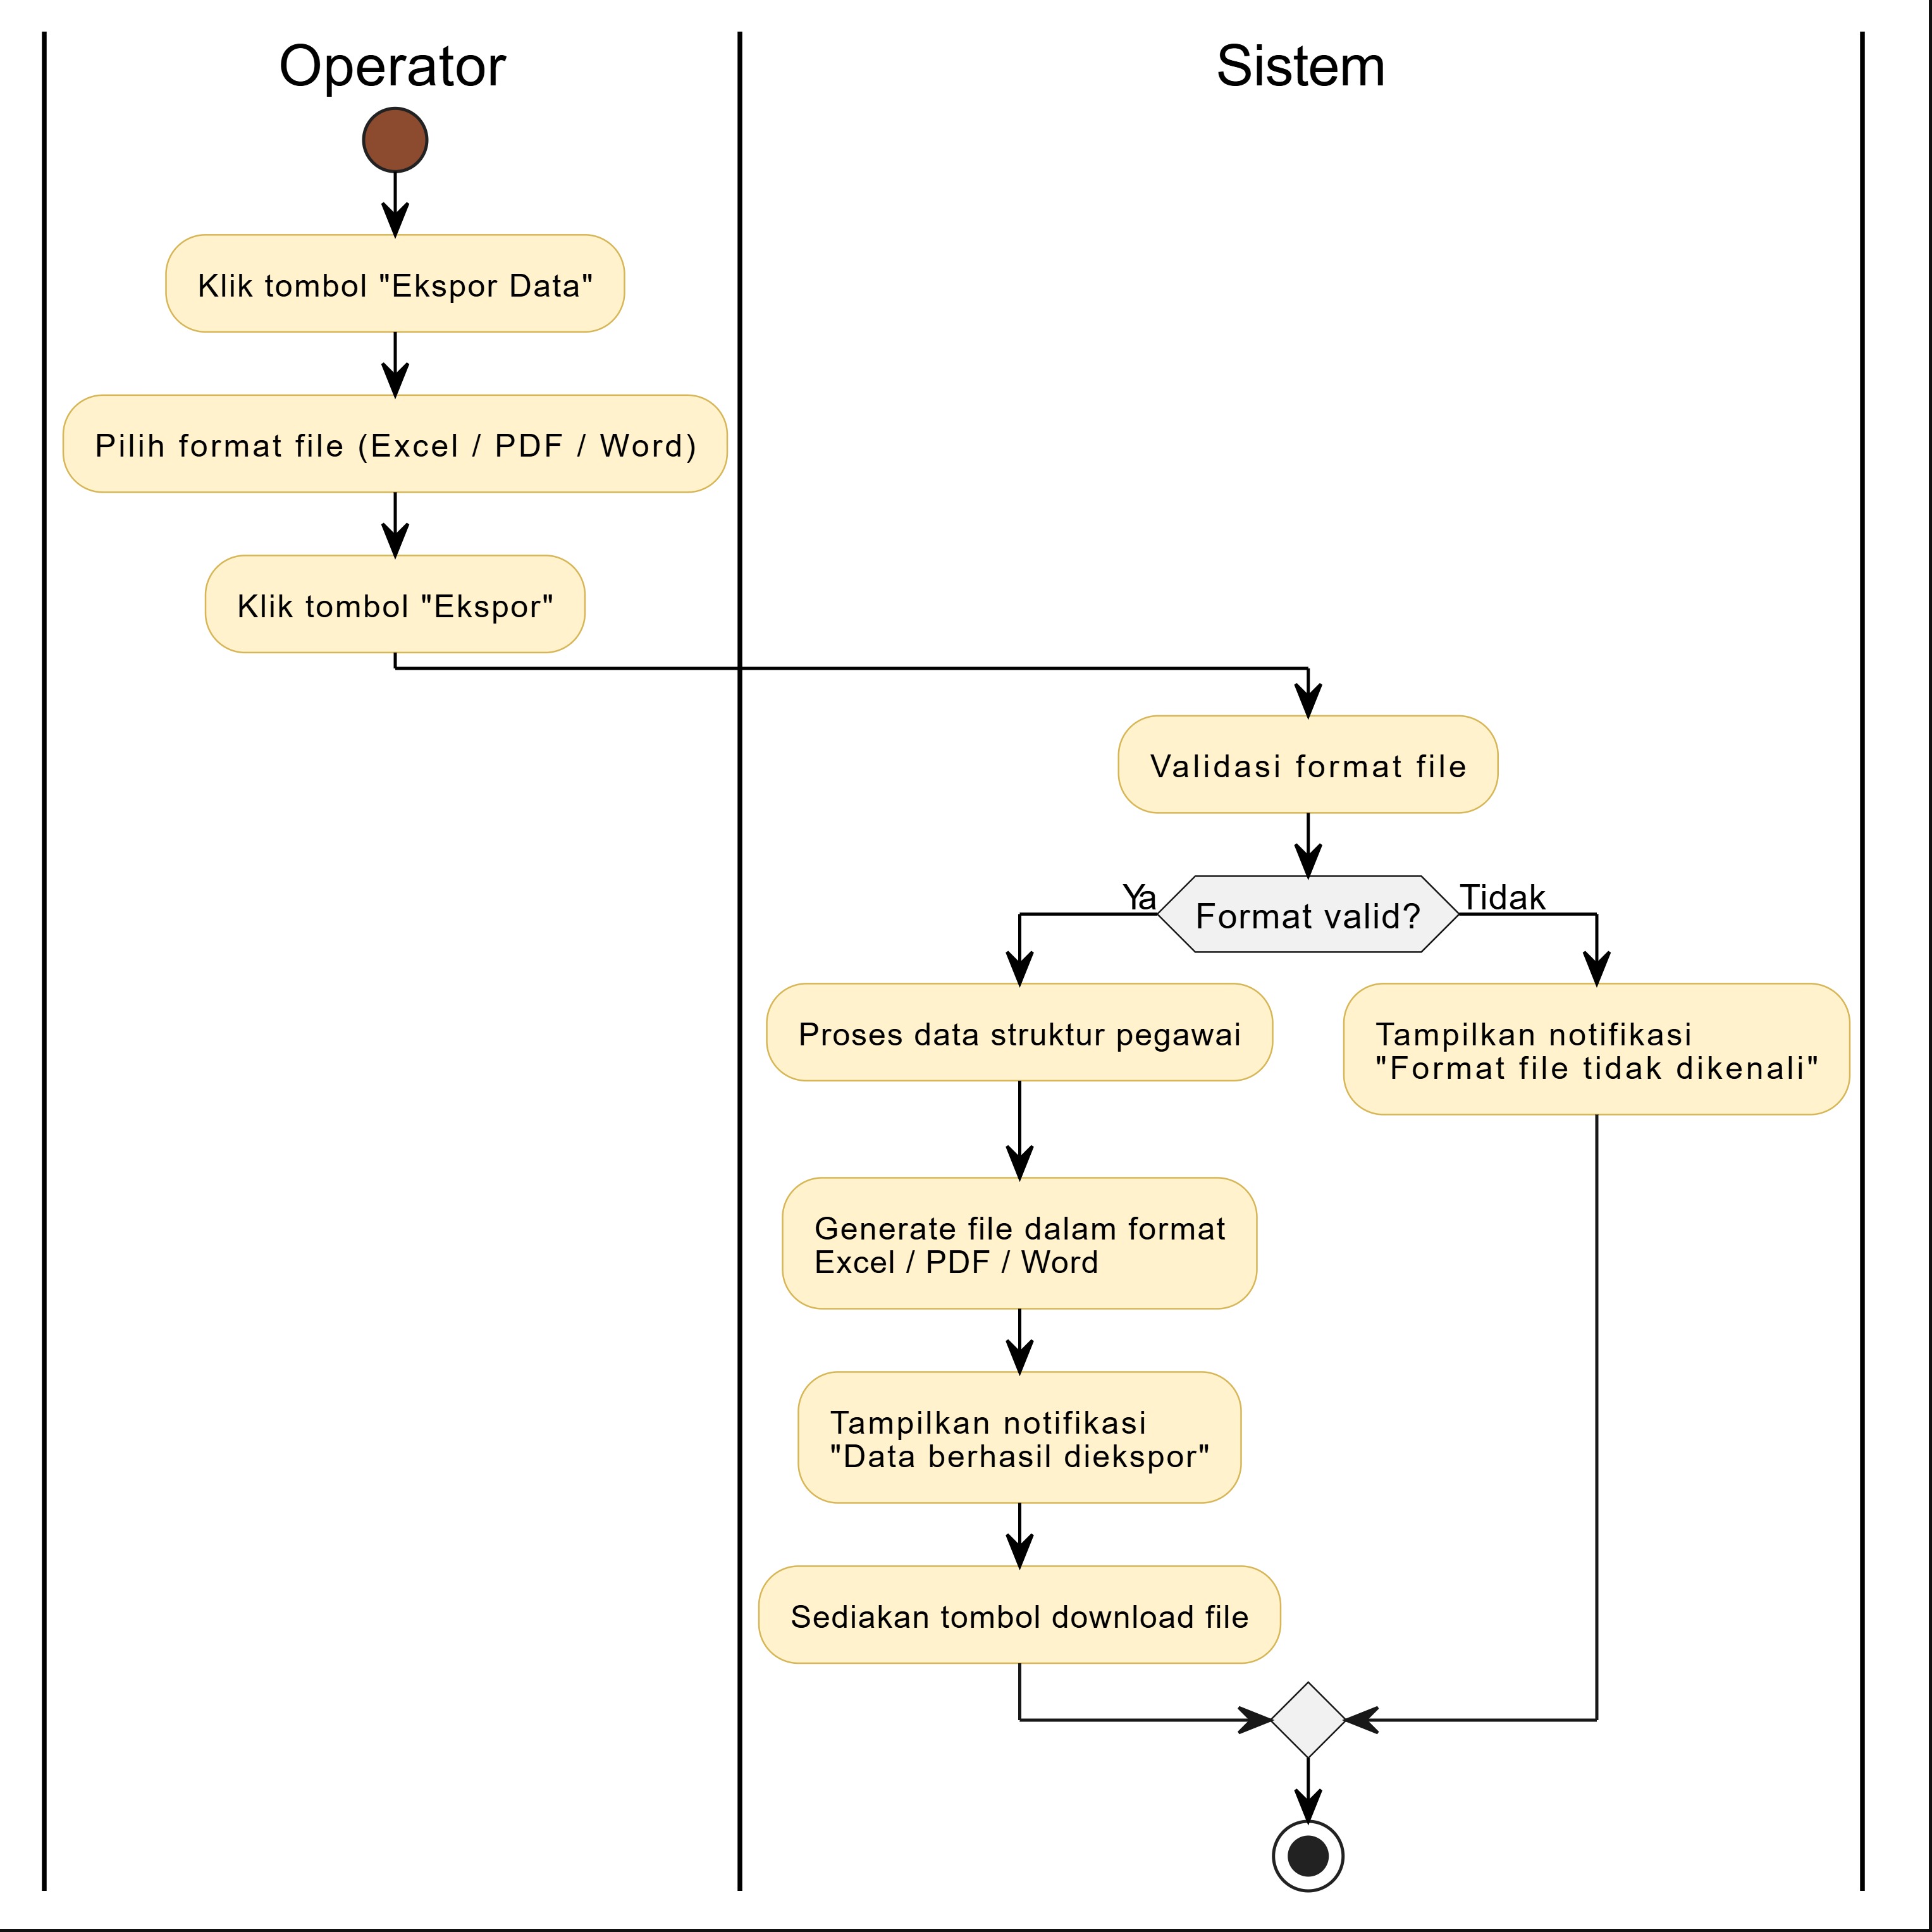 Operator
Sistem
Klik tombol "Ekspor Data"
Pilih format file (Excel / PDF / Word)
Klik tombol "Ekspor"
Validasi format file
Ya
Format valid?
Tidak
Proses data struktur pegawai
Tampilkan notifikasi
"Format file tidak dikenali"
Generate file dalam format
Excel / PDF / Word
Tampilkan notifikasi
"Data berhasil diekspor"
Sediakan tombol download file